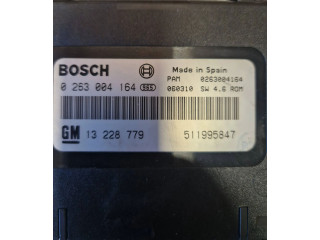 BOSCH Made in Spain
PAM 0263004164
0 263 004 164 S6S 060310 SW 4.6 ROM
GM 13 228 779 511995847